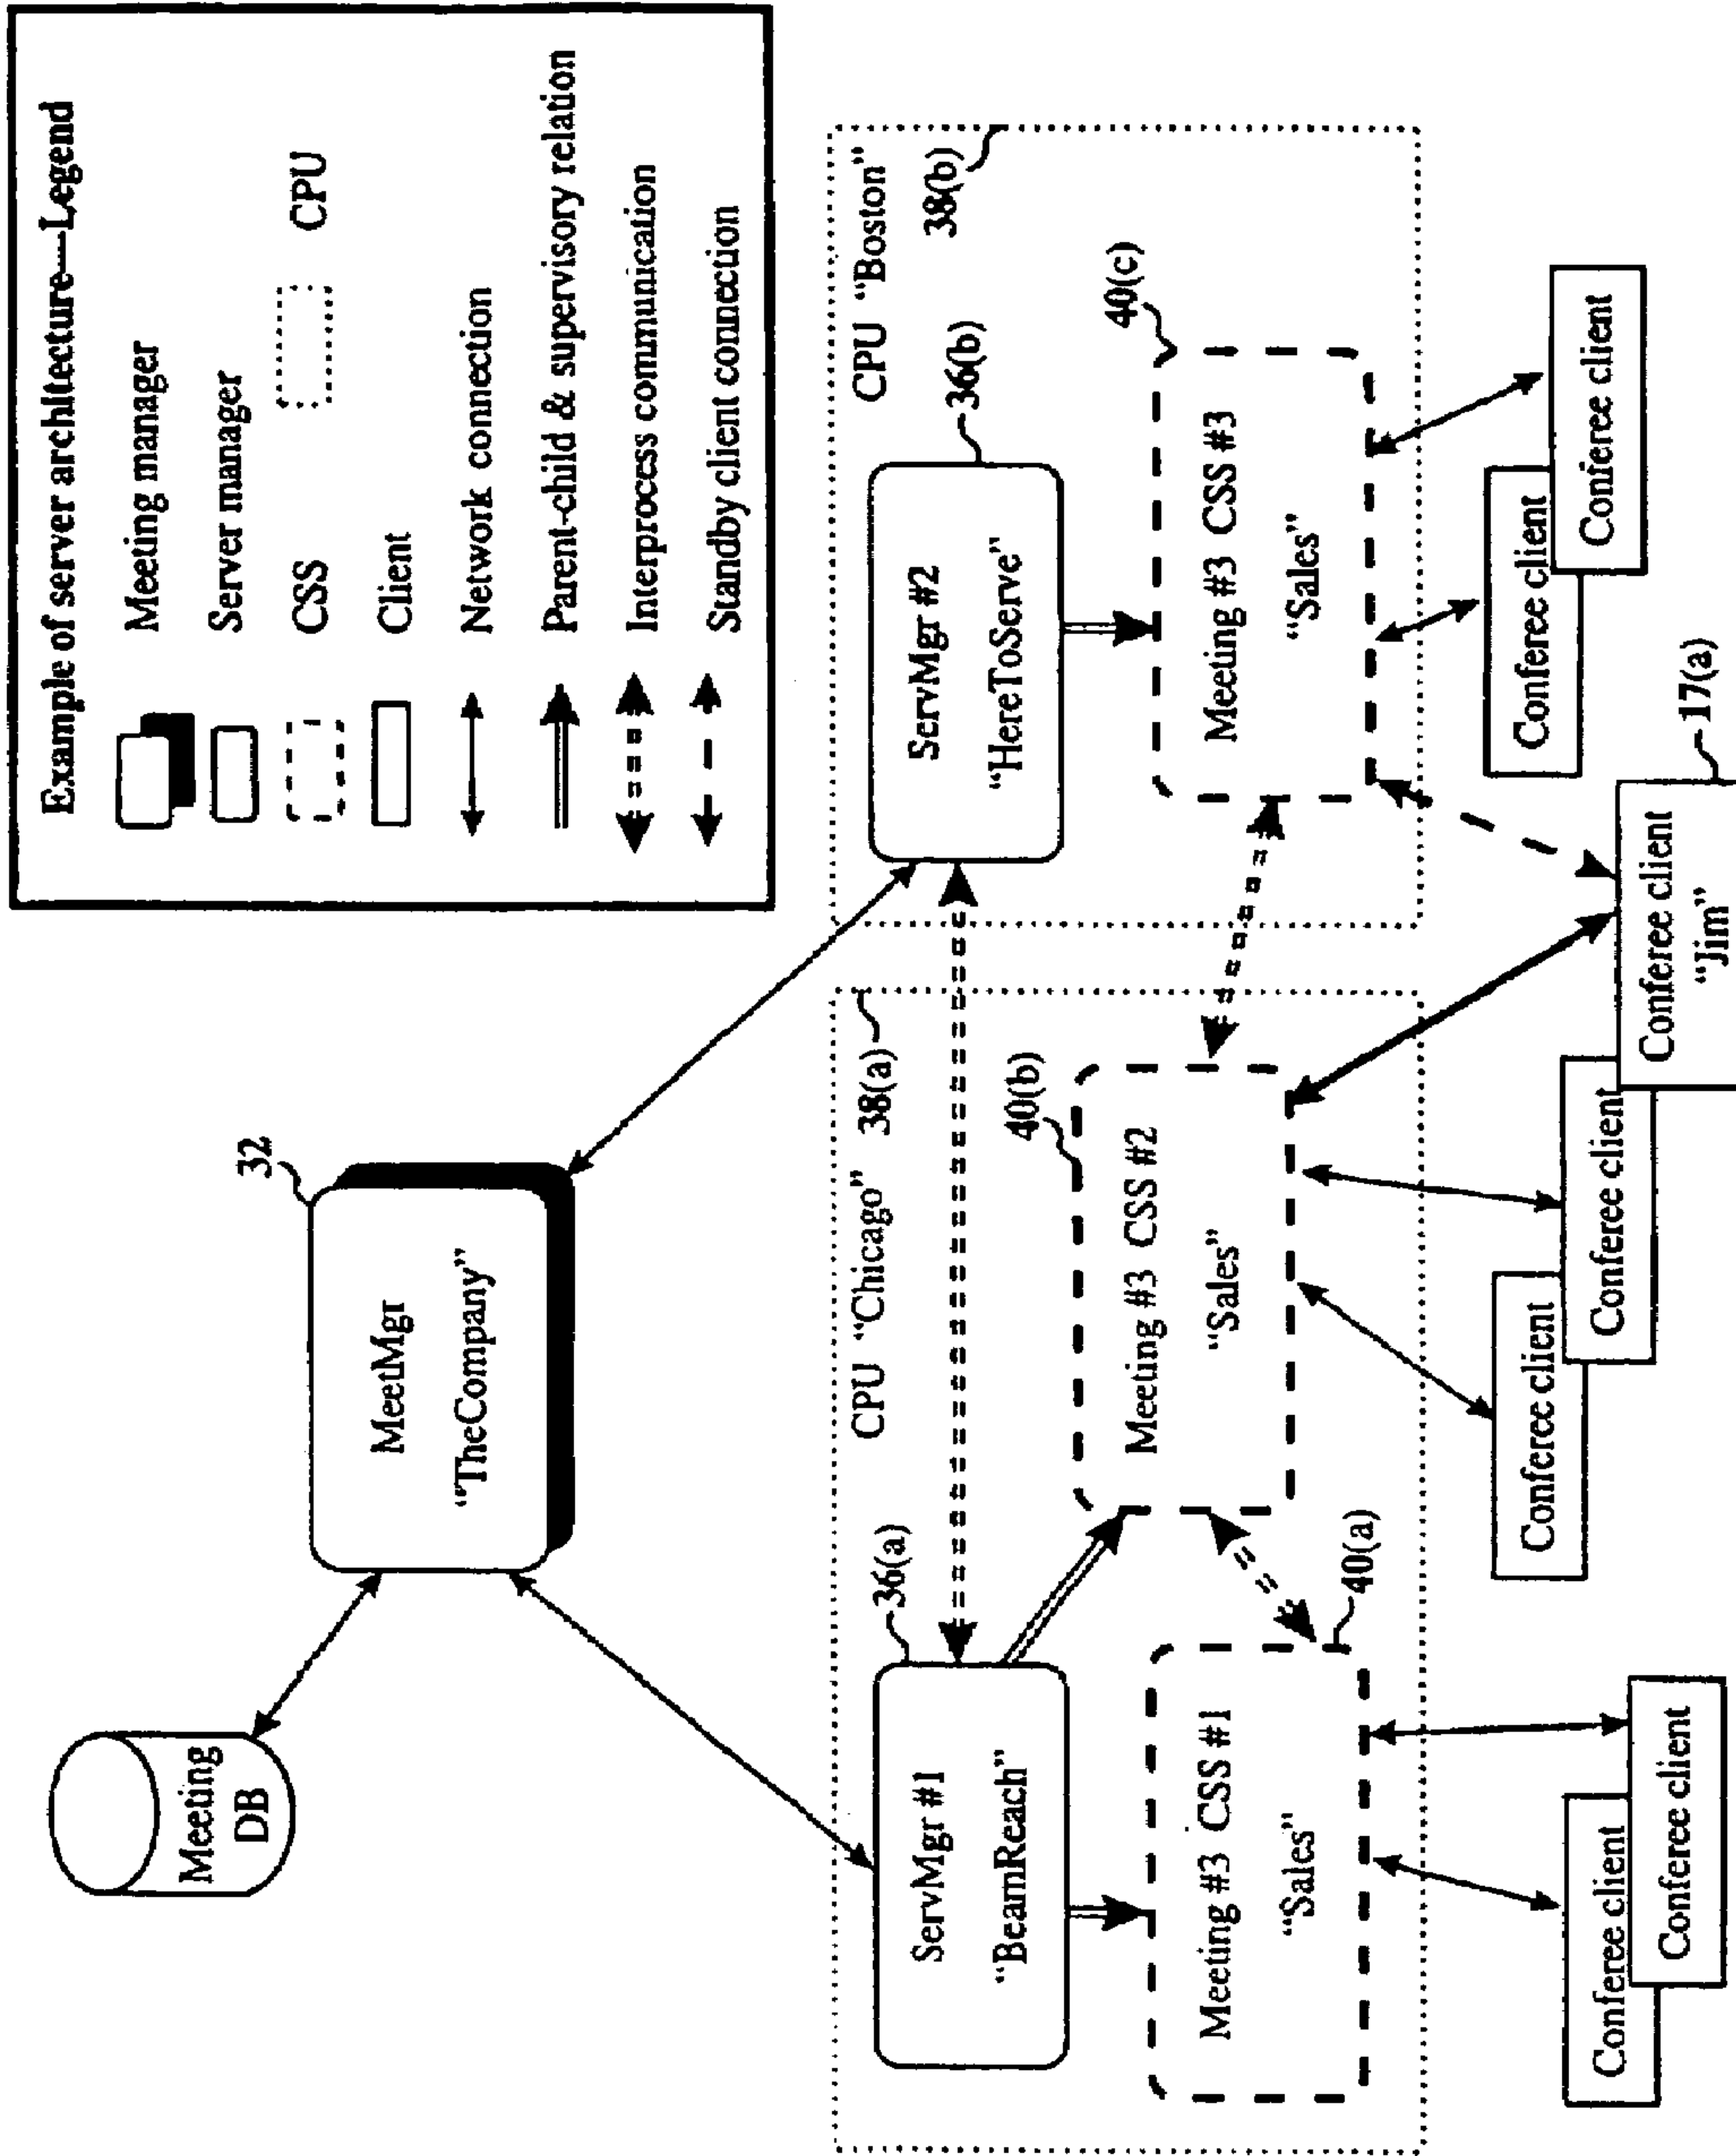 Example of server architecture—Legend
Meeting manager
Server manager
CSS
CPU
Client
Network connection
Parent-child & supervisory relation
Interprocess communication
Standby client connection
Meeting
DB
32
MeetMgr
"TheCompany"
CPU "Chicago"
38(a)
36(a)
ServMgr #1
"BeamReach"
40(b)
Meeting #3 CSS #2
"Sales"
Meeting #3 CSS #1
"Sales"
40(a)
CPU "Boston"
38(b)
36(b)
ServMgr #2
"HereToServe"
40(c)
Meeting #3 CSS #3
"Sales"
Conferee client
Conferee client
Conferee client
Conferee client
Conferee client
"Jim"
17(a)
Conferee client
Conferee client